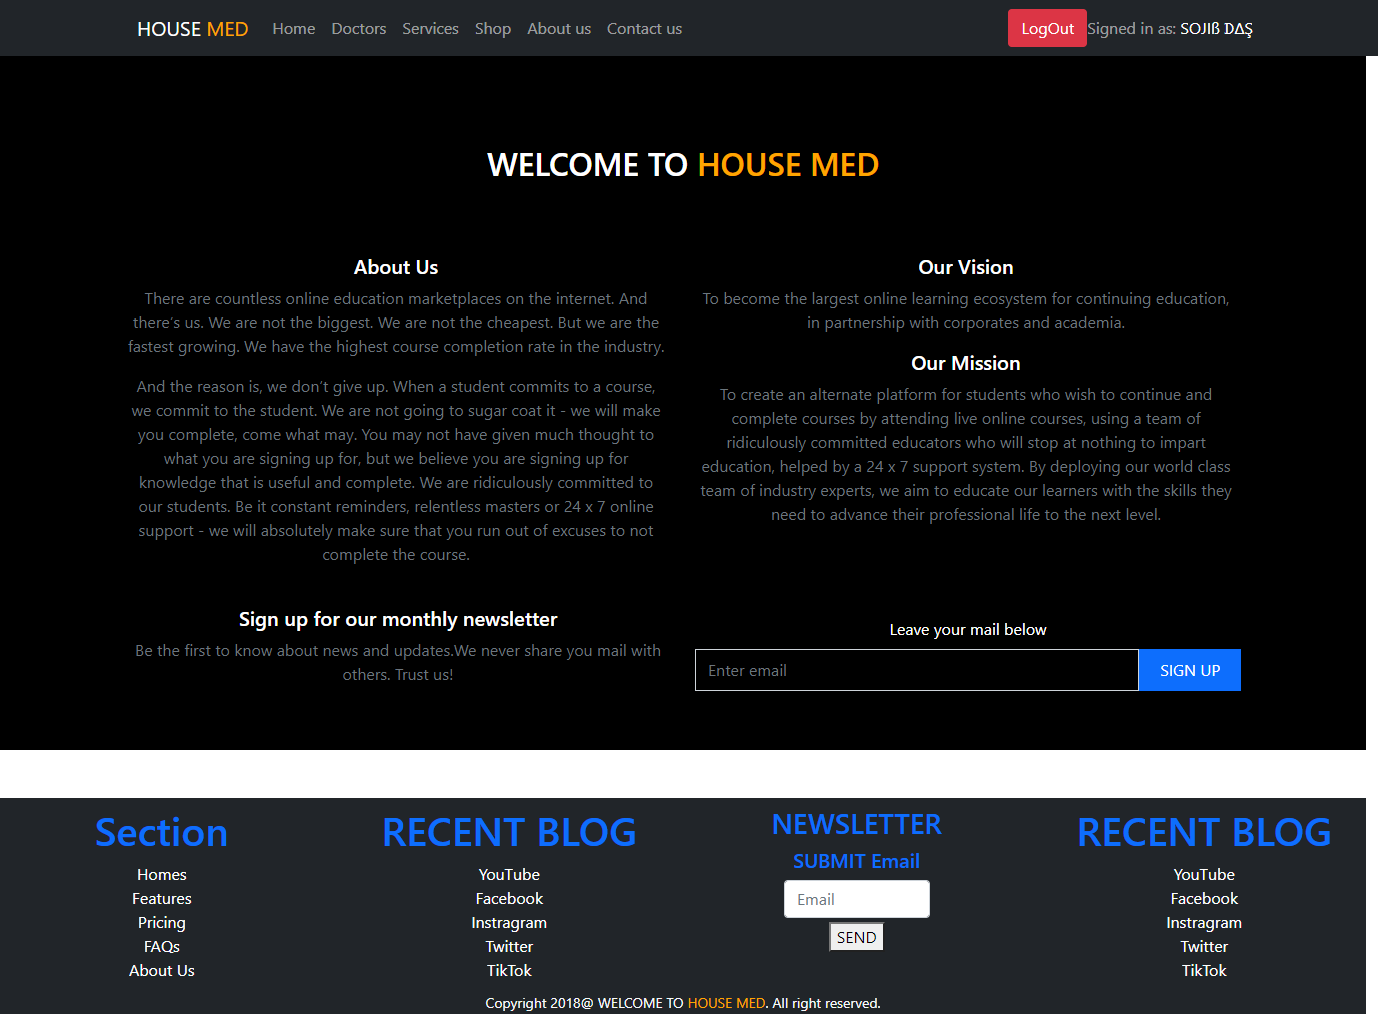 HOUSE MED Home Doctors Services Shop About us Contact us LogOut Signed in as: SOJIß DΔŞ
WELCOME TO HOUSE MED
About Us
There are countless online education marketplaces on the internet. And
there's us. We are not the biggest. We are not the cheapest. But we are the
fastest growing. We have the highest course completion rate in the industry.
And the reason is, we don't give up. When a student commits to a course,
we commit to the student. We are not going to sugar coat it - we will make
you complete, come what may. You may not have given much thought to
what you are signing up for, but we believe you are signing up for
knowledge that is useful and complete. We are ridiculously committed to
our students. Be it constant reminders, relentless masters or 24 x 7 online
support - we will absolutely make sure that you run out of excuses to not
complete the course.
Our Vision
To become the largest online learning ecosystem for continuing education,
in partnership with corporates and academia.
Our Mission
To create an alternate platform for students who wish to continue and
complete courses by attending live online courses, using a team of
ridiculously committed educators who will stop at nothing to impart
education, helped by a 24 x 7 support system. By deploying our world class
team of industry experts, we aim to educate our learners with the skills they
need to advance their professional life to the next level.
Sign up for our monthly newsletter
Be the first to know about news and updates.We never share you mail with
others. Trust us!
Leave your mail below
Enter email SIGN UP
Section
Homes
Features
Pricing
FAQs
About Us
RECENT BLOG
YouTube
Facebook
Instragram
Twitter
TikTok
NEWSLETTER
SUBMIT Email
Email
SEND
RECENT BLOG
YouTube
Facebook
Instragram
Twitter
TikTok
Copyright 2018@ WELCOME TO HOUSE MED. All right reserved.